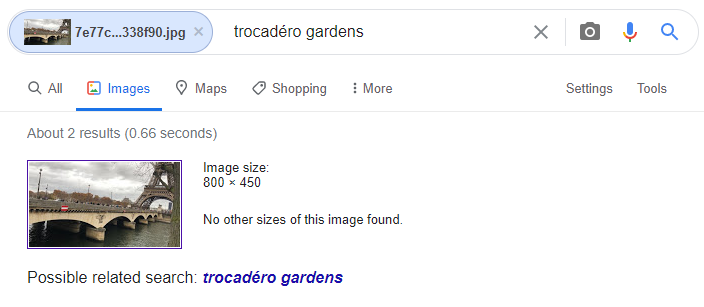 7e77c...338f90.jpg × trocadéro gardens
All Images Maps Shopping More Settings Tools
About 2 results (0.66 seconds)
Image size:
800 × 450
No other sizes of this image found.
Possible related search: trocadéro gardens